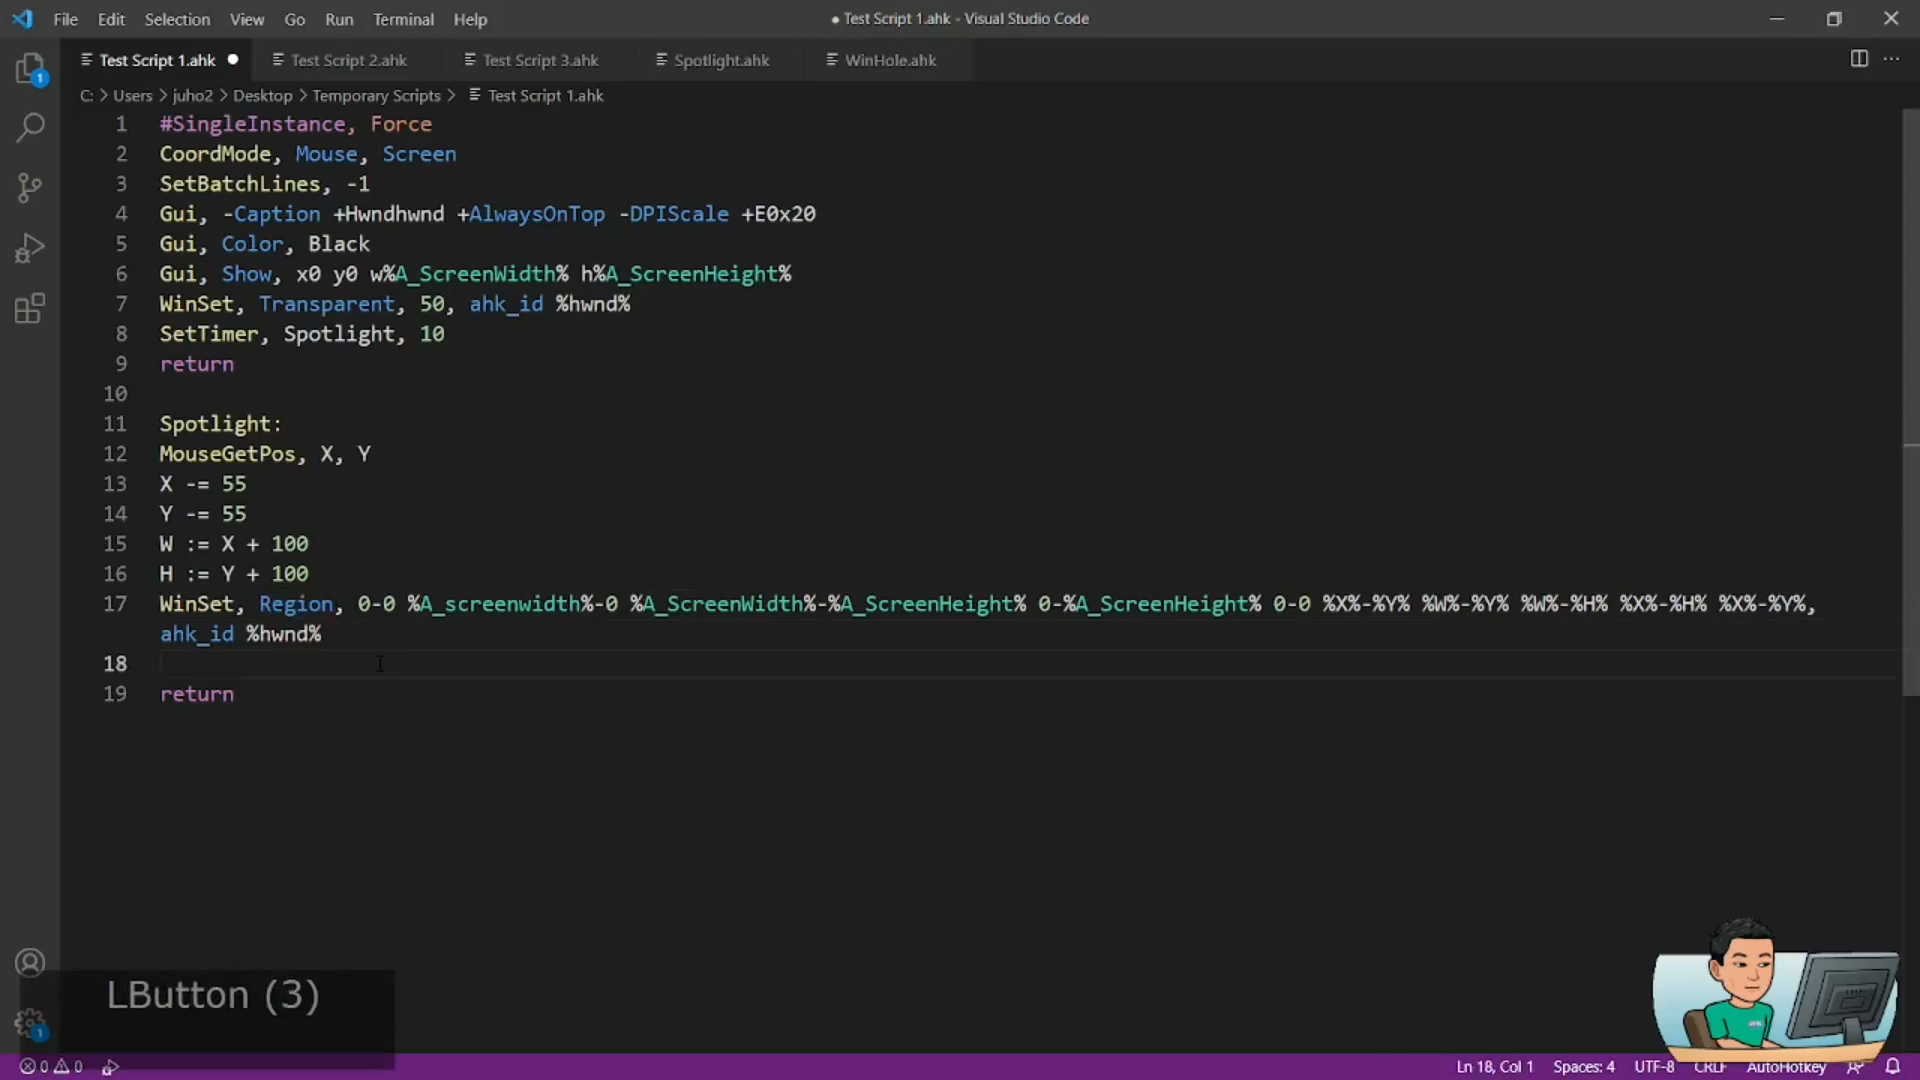 File Edit Selection View Go Run Terminal Help
● Test Script 1.ahk - Visual Studio Code
Test Script 1.ahk Test Script 2.ahk Test Script 3.ahk Spotlight.ahk WinHole.ahk
C: > Users > juho2 > Desktop > Temporary Scripts > Test Script 1.ahk
1 #SingleInstance, Force
2 CoordMode, Mouse, Screen
3 SetBatchLines, -1
4 Gui, -Caption +Hwndhwnd +AlwaysOnTop -DPIScale +E0x20
5 Gui, Color, Black
6 Gui, Show, x0 y0 w%A_ScreenWidth% h%A_ScreenHeight%
7 WinSet, Transparent, 50, ahk_id %hwnd%
8 SetTimer, Spotlight, 10
9 return
10
11 Spotlight:
12 MouseGetPos, X, Y
13 X -= 55
14 Y -= 55
15 W := X + 100
16 H := Y + 100
17 WinSet, Region, 0-0 %A_screenwidth%-0 %A_ScreenWidth%-%A_ScreenHeight% 0-%A_ScreenHeight% 0-0 %X%-%Y% %W%-%Y% %W%-%H% %X%-%H% %X%-%Y%,
ahk_id %hwnd%
18
19 return
LButton (3)
0 0
Ln 18, Col 1 Spaces: 4 UTF-8 CRLF AutoHotkey